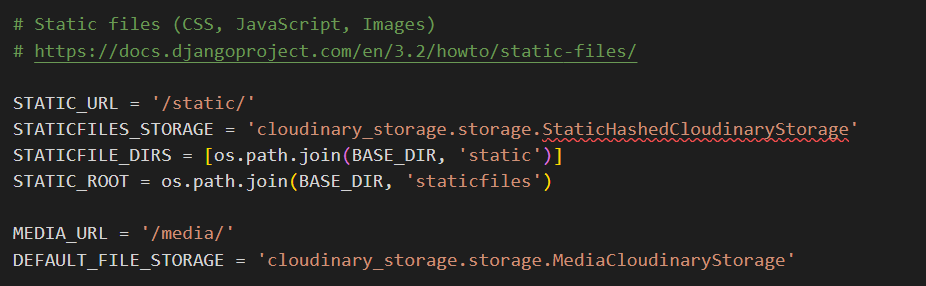 # Static files (CSS, JavaScript, Images)
# https://docs.djangoproject.com/en/3.2/howto/static-files/
STATIC_URL = '/static/'
STATICFILES_STORAGE = 'cloudinary_storage.storage.StaticHashedCloudinaryStorage'
STATICFILE_DIRS = [os.path.join(BASE_DIR, 'static')]
STATIC_ROOT = os.path.join(BASE_DIR, 'staticfiles')
MEDIA_URL = '/media/'
DEFAULT_FILE_STORAGE = 'cloudinary_storage.storage.MediaCloudinaryStorage'